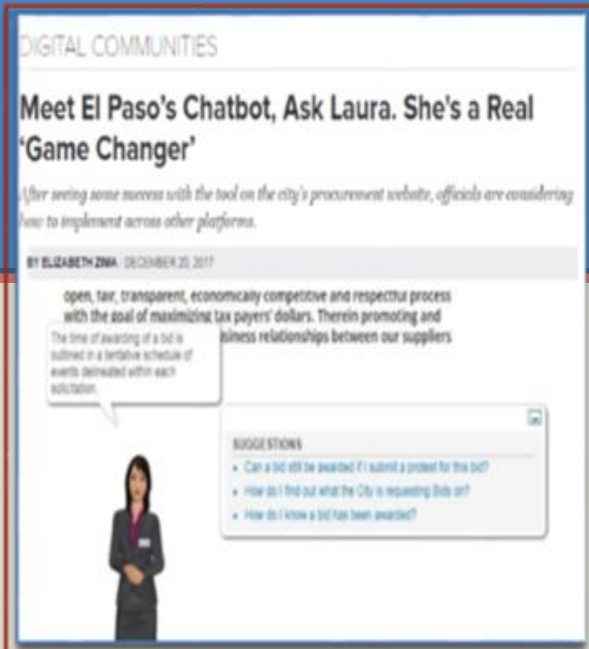 DIGITAL COMMUNITIES
Meet El Paso's Chatbot, Ask Laura. She's a Real
'Game Changer'
After seeing some success with the tool on the city's procurement website, officials are considering
how to implement across other platforms.
BY ELIZABETH ZIMA DECEMBER 20, 2017
open, fair, transparent, economically competitive and respectful process
with the goal of maximizing tax payers' dollars. Therein promoting and
business relationships between our suppliers
The time of awarding of a bid is
outlined in a tentative schedule of
events delineated within each
solicitation.
SUGGESTIONS
Can a bid still be awarded if I submit a protest for this bid?
How do I find out what the City is requesting Bids on?
How do I know a bid has been awarded?